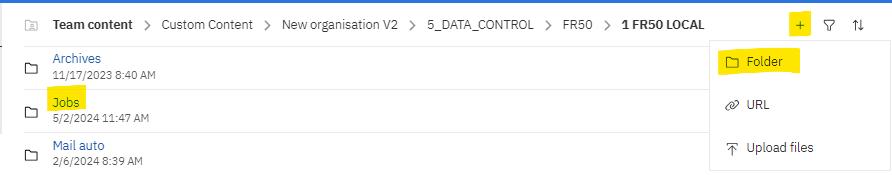 Team content > Custom Content > New organisation V2 > 5_DATA_CONTROL > FR50 > 1 FR50 LOCAL
Archives
11/17/2023 8:40 AM
Folder
Jobs
5/2/2024 11:47 AM
URL
Mail auto
2/6/2024 8:39 AM
Upload files